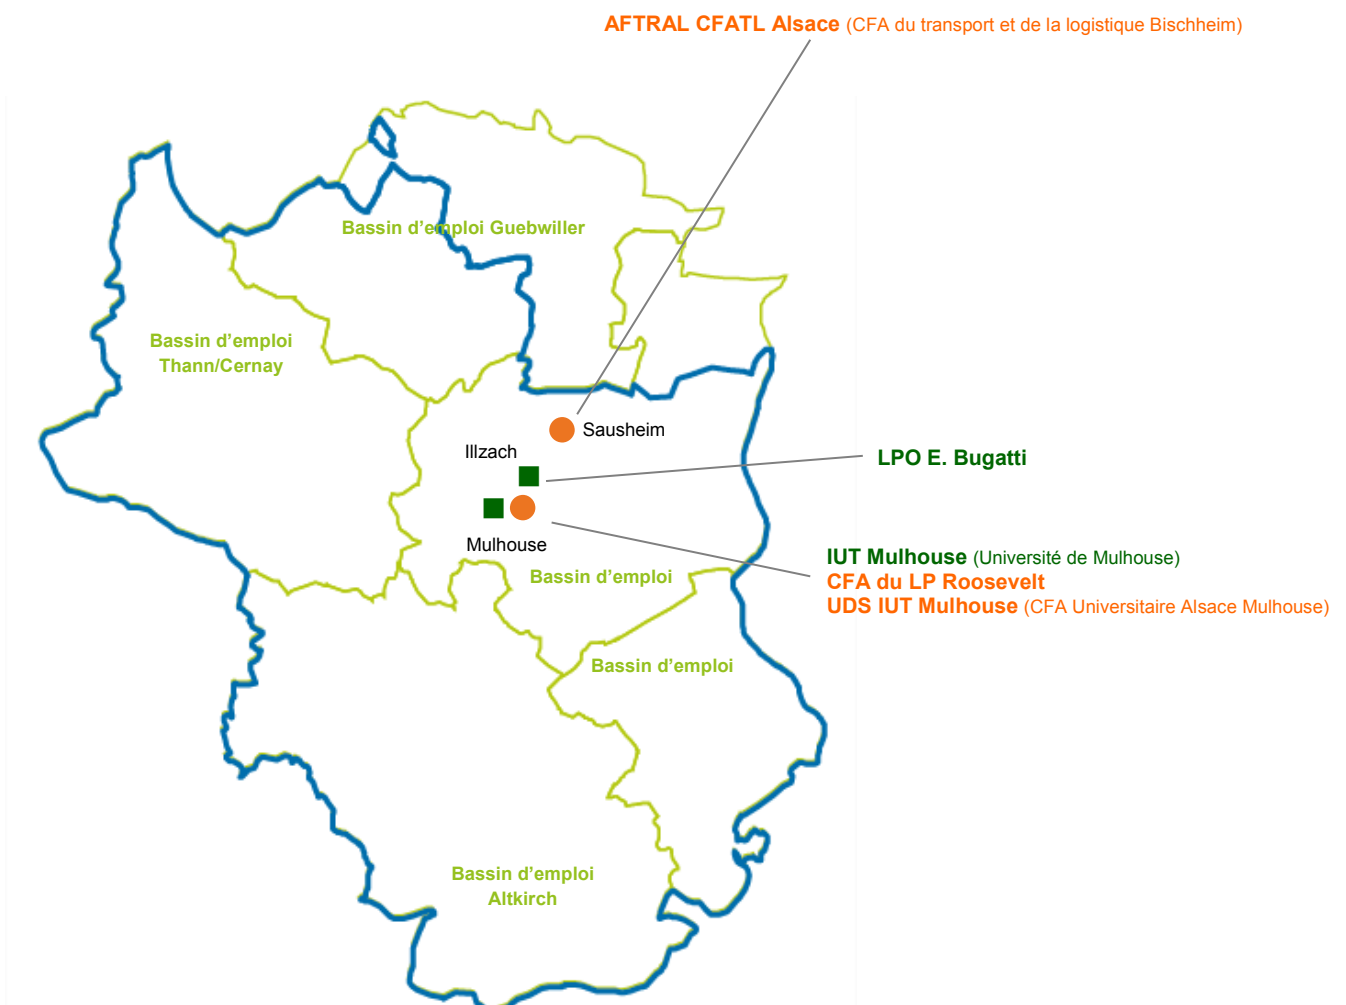 AFTRAL CFATL Alsace (CFA du transport et de la logistique Bischheim)
Bassin d'emploi Guebwiller
Bassin d'emploi
Thann/Cernay
Sausheim
Illzach
LPO E. Bugatti
Mulhouse
IUT Mulhouse (Université de Mulhouse)
CFA du LP Roosevelt
UDS IUT Mulhouse (CFA Universitaire Alsace Mulhouse)
Bassin d'emploi
Bassin d'emploi
Bassin d'emploi
Altkirch